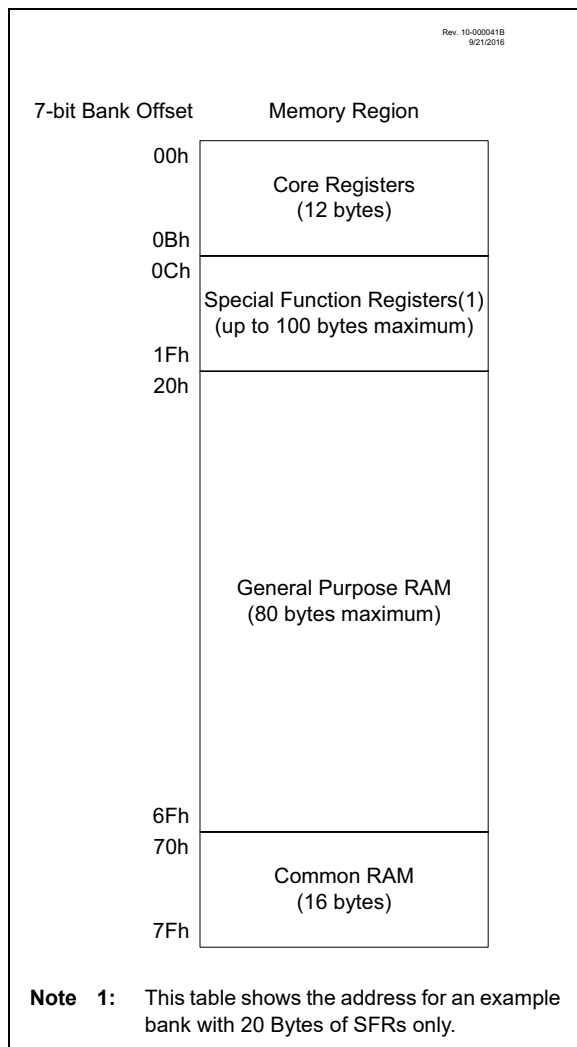 Rev. 10-000041B
9/21/2016
7-bit Bank Offset
Memory Region
00h
Core Registers
(12 bytes)
0Bh
0Ch
Special Function Registers(1)
(up to 100 bytes maximum)
1Fh
20h
General Purpose RAM
(80 bytes maximum)
6Fh
70h
Common RAM
(16 bytes)
7Fh
Note 1: This table shows the address for an example
bank with 20 Bytes of SFRs only.